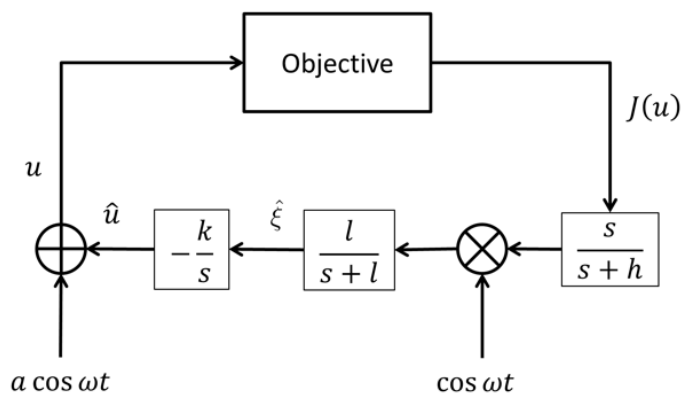 Objective
J(u)
u
û
-k/s
ξ̂
l/(s + l)
s/(s + h)
a cos ωt
cos ωt